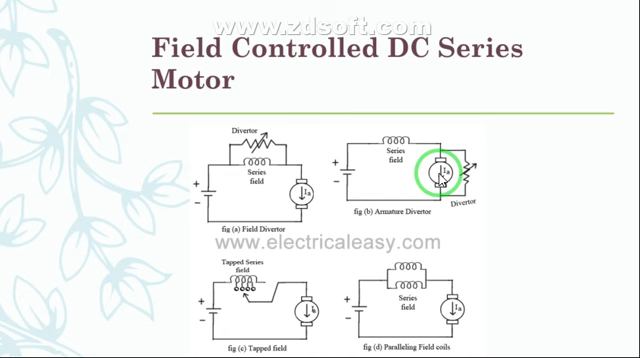 www.zdsoft.com
Field Controlled DC Series
Motor
Divertor
Series
field
+
-
Ia
fig (a) Field Divertor
Series
field
+
-
Ia
Divertor
fig (b) Armature Divertor
www.electricaleasy.com
Tapped Series
field
+
-
Ia
fig (c) Tapped field
Series
field
+
-
Ia
fig (d) Paralleling Field coils